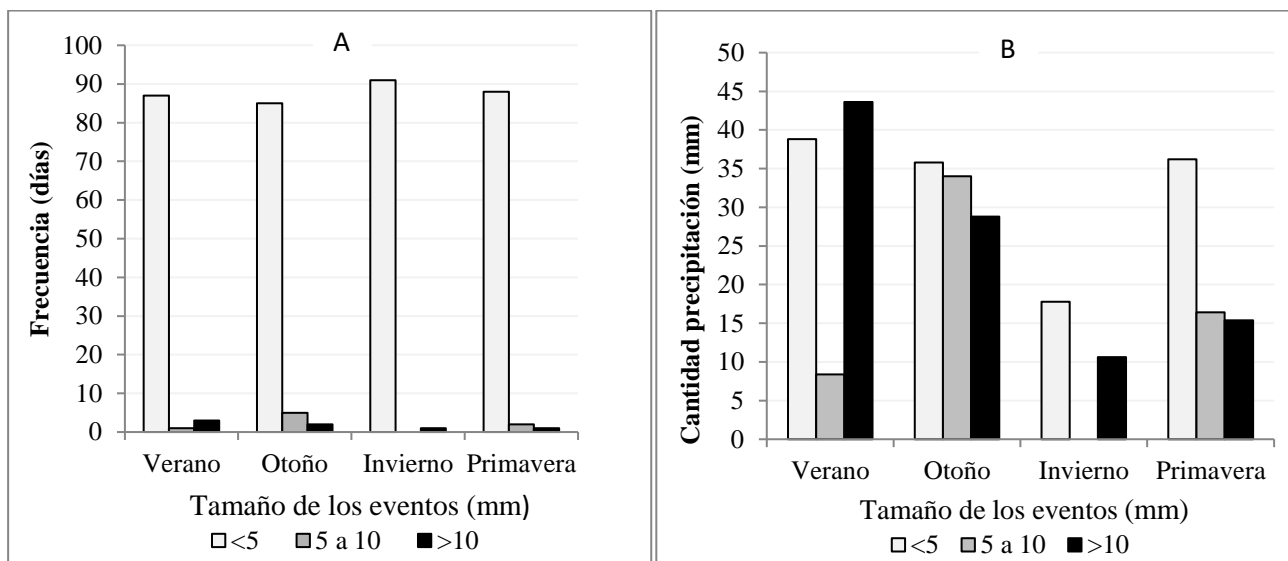 A
Frecuencia (días)
100
90
80
70
60
50
40
30
20
10
0
Verano Otoño Invierno Primavera
Tamaño de los eventos (mm)
<5 5 a 10 >10
B
Cantidad precipitación (mm)
50
45
40
35
30
25
20
15
10
5
0
Verano Otoño Invierno Primavera
Tamaño de los eventos (mm)
<5 5 a 10 >10